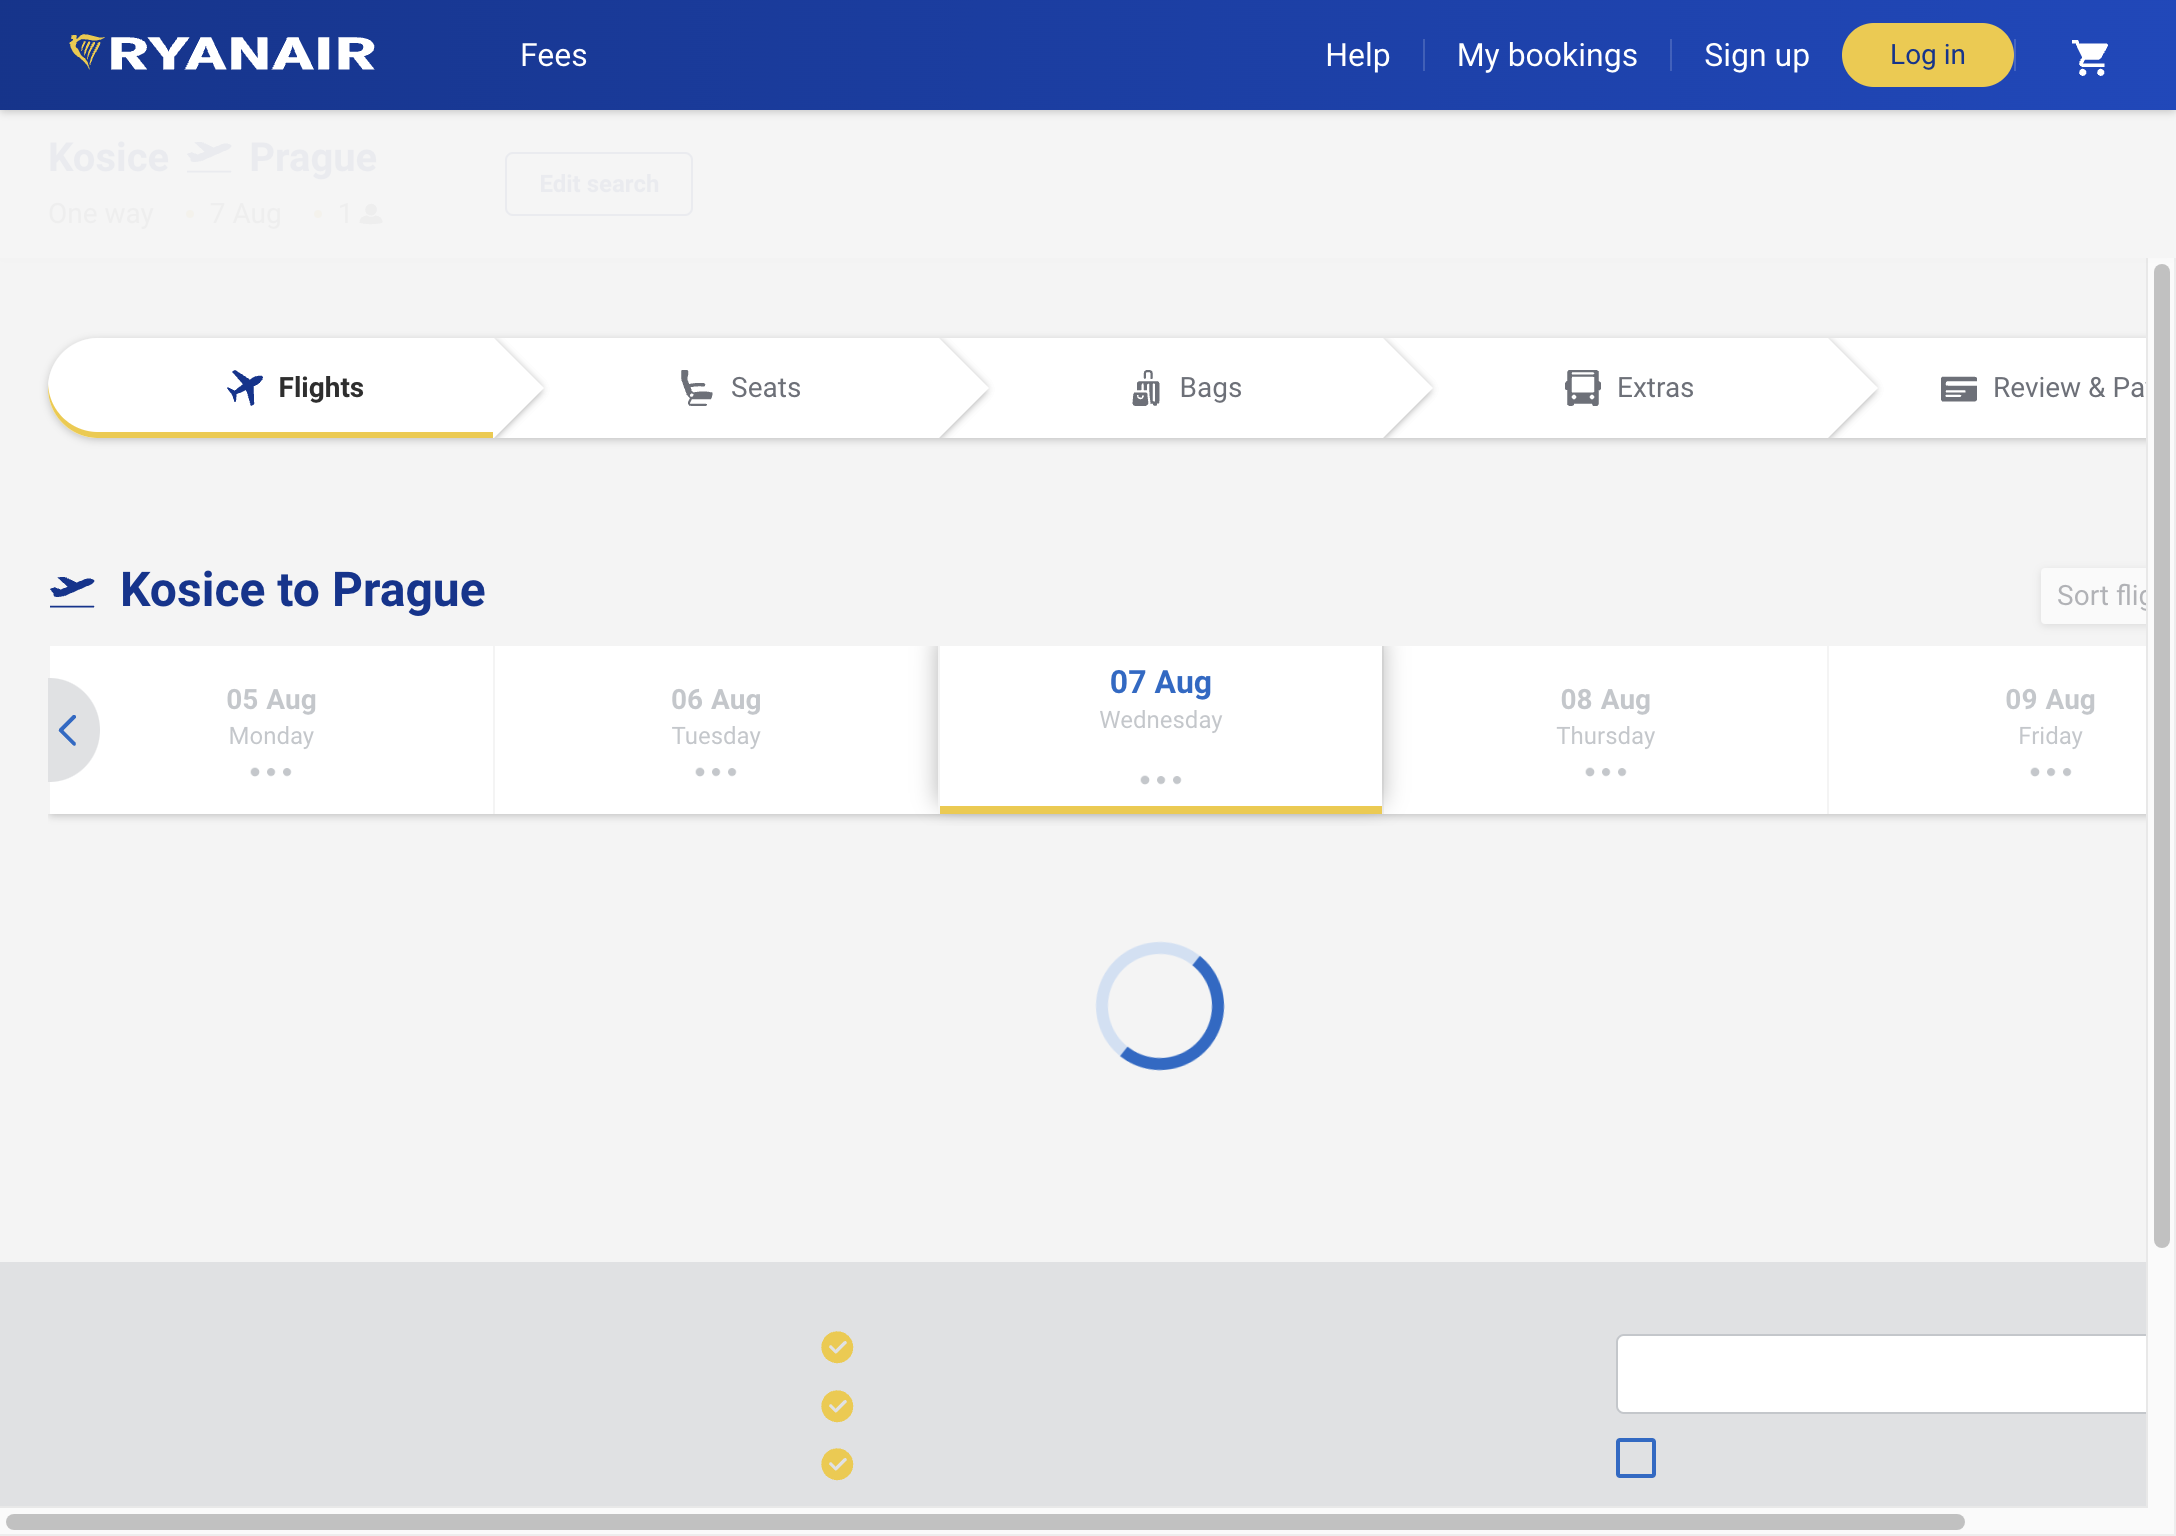 RYANAIR Fees Help My bookings Sign up Log in
Kosice Prague
Edit search
One way • 7 Aug • 1
Flights Seats Bags Extras Review & Pa
Kosice to Prague
Sort flig
05 Aug 06 Aug 07 Aug 08 Aug 09 Aug
Monday Tuesday Wednesday Thursday Friday